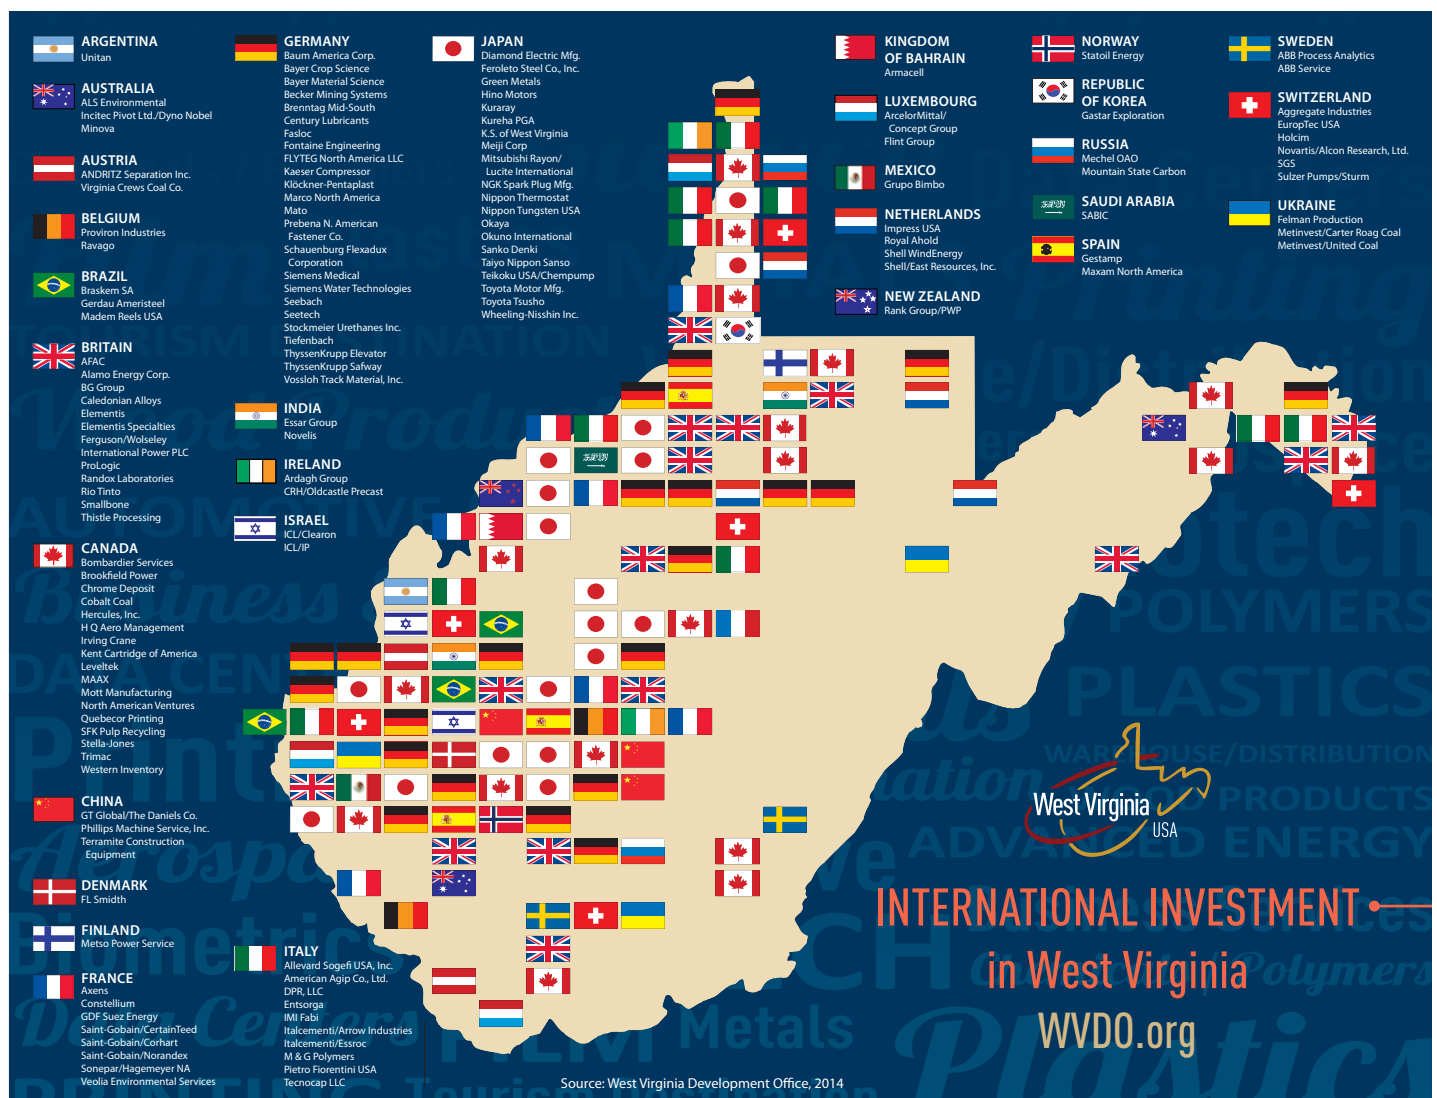 ARGENTINA
Unitan
AUSTRALIA
ALS Environmental
Incitec Pivot Ltd./Dyno Nobel
Minova
AUSTRIA
ANDRITZ Separation Inc.
Virginia Crews Coal Co.
BELGIUM
Proviron Industries
Ravago
BRAZIL
Braskem SA
Gerdau Ameristeel
Madem Reels USA
BRITAIN
AFAC
Alamo Energy Corp.
BG Group
Caledonian Alloys
Elementis
Elementis Specialties
Ferguson/Wolseley
International Power PLC
ProLogic
Randox Laboratories
Rio Tinto
Smallbone
Thistle Processing
CANADA
Bombardier Services
Brookfield Power
Chrome Deposit
Cobalt Coal
Hercules, Inc.
H Q Aero Management
Irving Crane
Kent Cartridge of America
Leveltek
MAAX
Mott Manufacturing
North American Ventures
Quebecor Printing
SFK Pulp Recycling
Stella-Jones
Trimac
Western Inventory
CHINA
GT Global/The Daniels Co.
Phillips Machine Service, Inc.
Terramite Construction
Equipment
DENMARK
FL Smidth
FINLAND
Metso Power Service
FRANCE
Axens
Constellium
GDF Suez Energy
Saint-Gobain/CertainTeed
Saint-Gobain/Corhart
Saint-Gobain/Norandex
Sonepar/Hagemeyer NA
Veolia Environmental Services
GERMANY
Baum America Corp.
Bayer Crop Science
Bayer Material Science
Becker Mining Systems
Brenntag Mid-South
Century Lubricants
Fasloc
Fontaine Engineering
FLYTEG North America LLC
Kaeser Compressor
Klöckner-Pentaplast
Marco North America
Mato
Prebena N. American
Fastener Co.
Schauenburg Flexadux
Corporation
Siemens Medical
Siemens Water Technologies
Seebach
Seetech
Stockmeier Urethanes Inc.
Tiefenbach
ThyssenKrupp Elevator
ThyssenKrupp Safway
Vossloh Track Material, Inc.
INDIA
Essar Group
Novelis
IRELAND
Ardagh Group
CRH/Oldcastle Precast
ISRAEL
ICL/Clearon
ICL/IP
ITALY
Allevard Sogefi USA, Inc.
American Agip Co., Ltd.
DPR, LLC
Entsorga
IMI Fabi
Italcementi/Arrow Industries
Italcementi/Essroc
M & G Polymers
Pietro Fiorentini USA
Tecnocap LLC
JAPAN
Diamond Electric Mfg.
Feroleto Steel Co., Inc.
Green Metals
Hino Motors
Kuraray
Kureha PGA
K.S. of West Virginia
Meiji Corp
Mitsubishi Rayon/
Lucite International
NGK Spark Plug Mfg.
Nippon Thermostat
Nippon Tungsten USA
Okaya
Okuno International
Sanko Denki
Taiyo Nippon Sanso
Teikoku USA/Chempump
Toyota Motor Mfg.
Toyota Tsusho
Wheeling-Nisshin Inc.
KINGDOM
OF BAHRAIN
Armacell
LUXEMBOURG
ArcelorMittal/
Concept Group
Flint Group
MEXICO
Grupo Bimbo
NETHERLANDS
Impress USA
Royal Ahold
Shell WindEnergy
Shell/East Resources, Inc.
NEW ZEALAND
Rank Group/PWP
NORWAY
Statoil Energy
REPUBLIC
OF KOREA
Gastar Exploration
RUSSIA
Mechel OAO
Mountain State Carbon
SAUDI ARABIA
SABIC
SPAIN
Gestamp
Maxam North America
SWEDEN
ABB Process Analytics
ABB Service
SWITZERLAND
Aggregate Industries
EuropTec USA
Holcim
Novartis/Alcon Research, Ltd.
SGS
Sulzer Pumps/Sturm
UKRAINE
Felman Production
Metinvest/Carter Roag Coal
Metinvest/United Coal
West Virginia
USA
INTERNATIONAL INVESTMENT
in West Virginia
WVDO.org
Source: West Virginia Development Office, 2014
POLYMERS
PLASTICS
WAREHOUSE/DISTRIBUTION
PRODUCTS
ADVANCED ENERGY
Polymers
Plastics
Metals